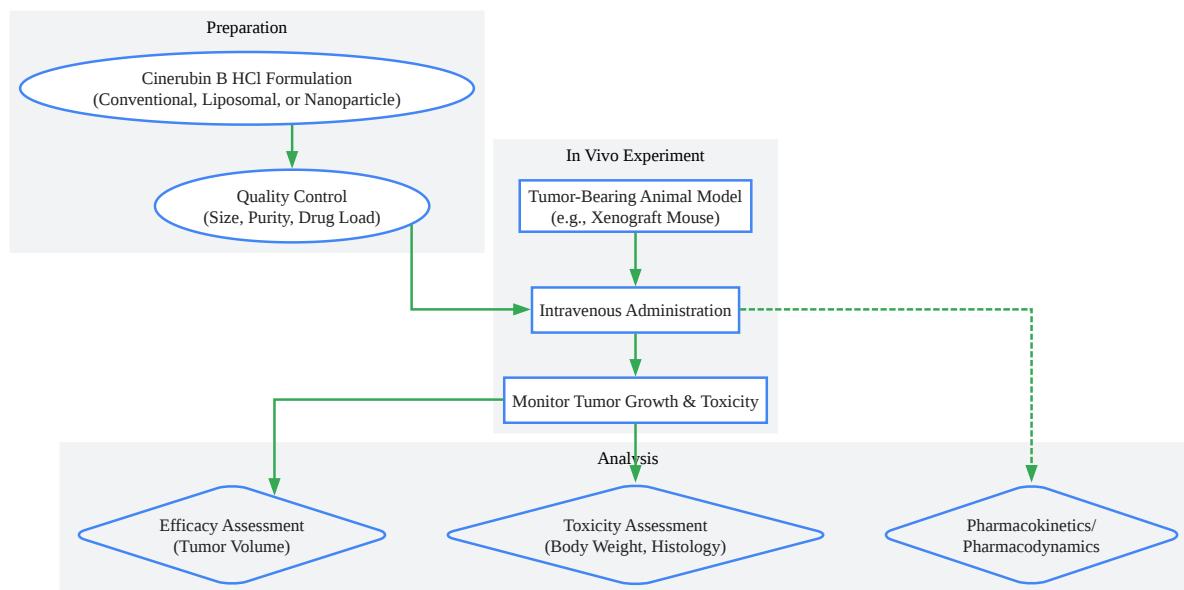 Preparation
Cinerubin B HCl Formulation
(Conventional, Liposomal, or Nanoparticle)
Quality Control
(Size, Purity, Drug Load)
In Vivo Experiment
Tumor-Bearing Animal Model
(e.g., Xenograft Mouse)
Intravenous Administration
Monitor Tumor Growth & Toxicity
Analysis
Efficacy Assessment
(Tumor Volume)
Toxicity Assessment
(Body Weight, Histology)
Pharmacokinetics/
Pharmacodynamics